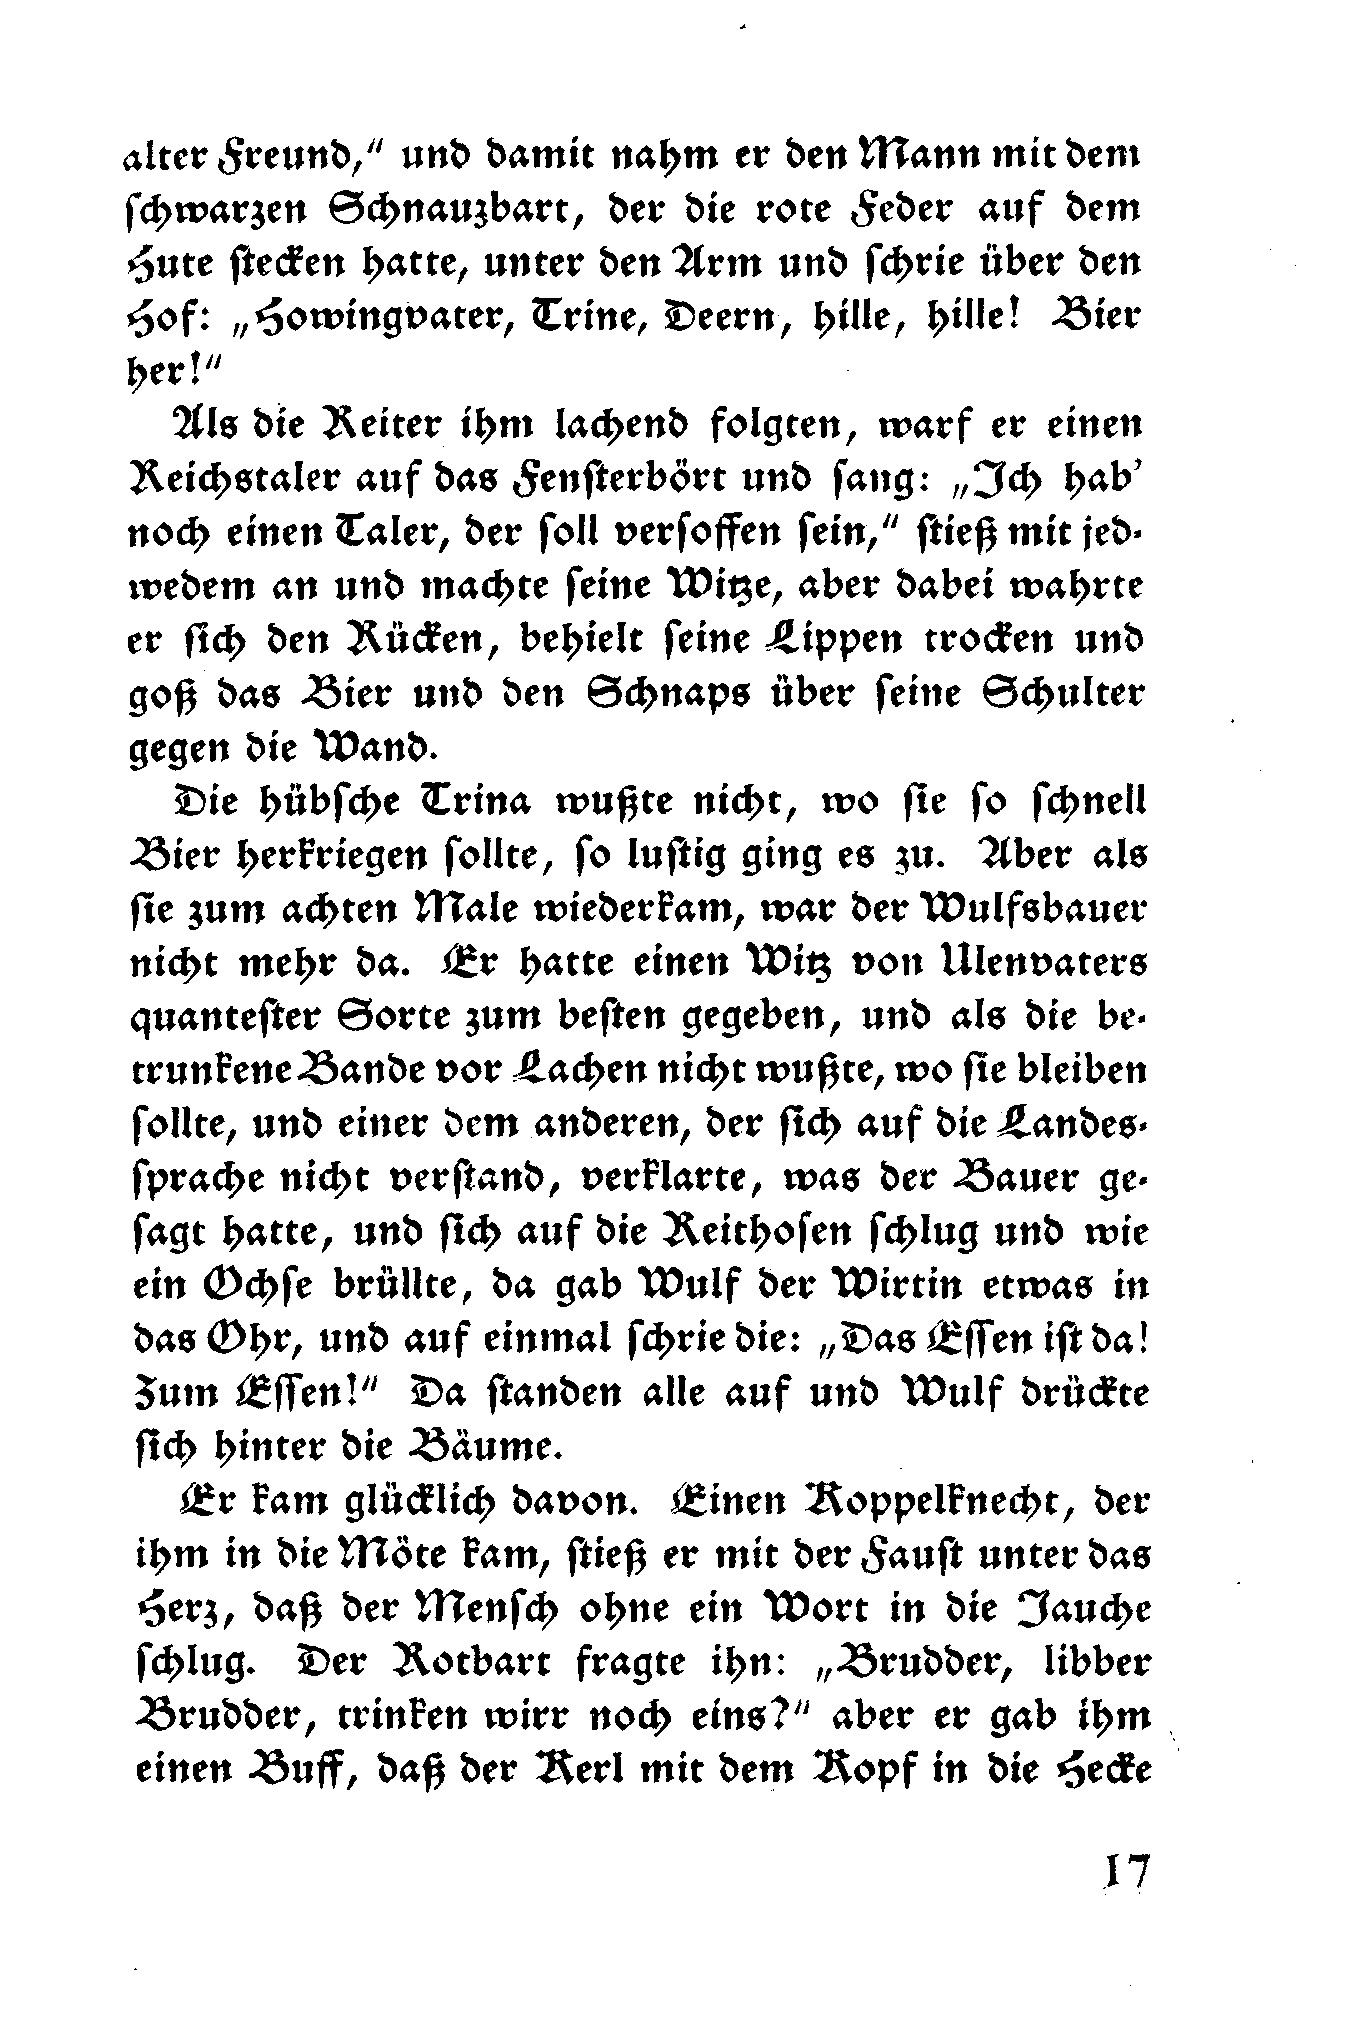 alter Freund,“ und damit nahm er den Mann mit dem
schwarzen Schnauzbart, der die rote Feder auf dem
Hute stecken hatte, unter den Arm und schrie über den
Hof: „Howingvater, Trine, Deern, hille, hille! Bier
her!“
Als die Reiter ihm lachend folgten, warf er einen
Reichstaler auf das Fensterbört und sang: „Ich hab’
noch einen Taler, der soll versoffen sein,“ stieß mit jed-
wedem an und machte seine Witze, aber dabei wahrte
er sich den Rücken, behielt seine Lippen trocken und
goß das Bier und den Schnaps über seine Schulter
gegen die Wand.
Die hübsche Trina wußte nicht, wo sie so schnell
Bier herkriegen sollte, so lustig ging es zu. Aber als
sie zum achten Male wiederkam, war der Wulfsbauer
nicht mehr da. Er hatte einen Witz von Ulenvaters
quantester Sorte zum besten gegeben, und als die be-
trunkene Bande vor Lachen nicht wußte, wo sie bleiben
sollte, und einer dem anderen, der sich auf die Landes-
sprache nicht verstand, verklarte, was der Bauer ge-
sagt hatte, und sich auf die Reithosen schlug und wie
ein Ochse brüllte, da gab Wulf der Wirtin etwas in
das Ohr, und auf einmal schrie die: „Das Essen ist da!
Zum Essen!“ Da standen alle auf und Wulf drückte
sich hinter die Bäume.
Er kam glücklich davon. Einen Koppelknecht, der
ihm in die Möte kam, stieß er mit der Faust unter das
Herz, daß der Mensch ohne ein Wort in die Jauche
schlug. Der Rotbart fragte ihn: „Brudder, libber
Brudder, trinken wirr noch eins?“ aber er gab ihm
einen Buff, daß der Kerl mit dem Kopf in die Hecke
17